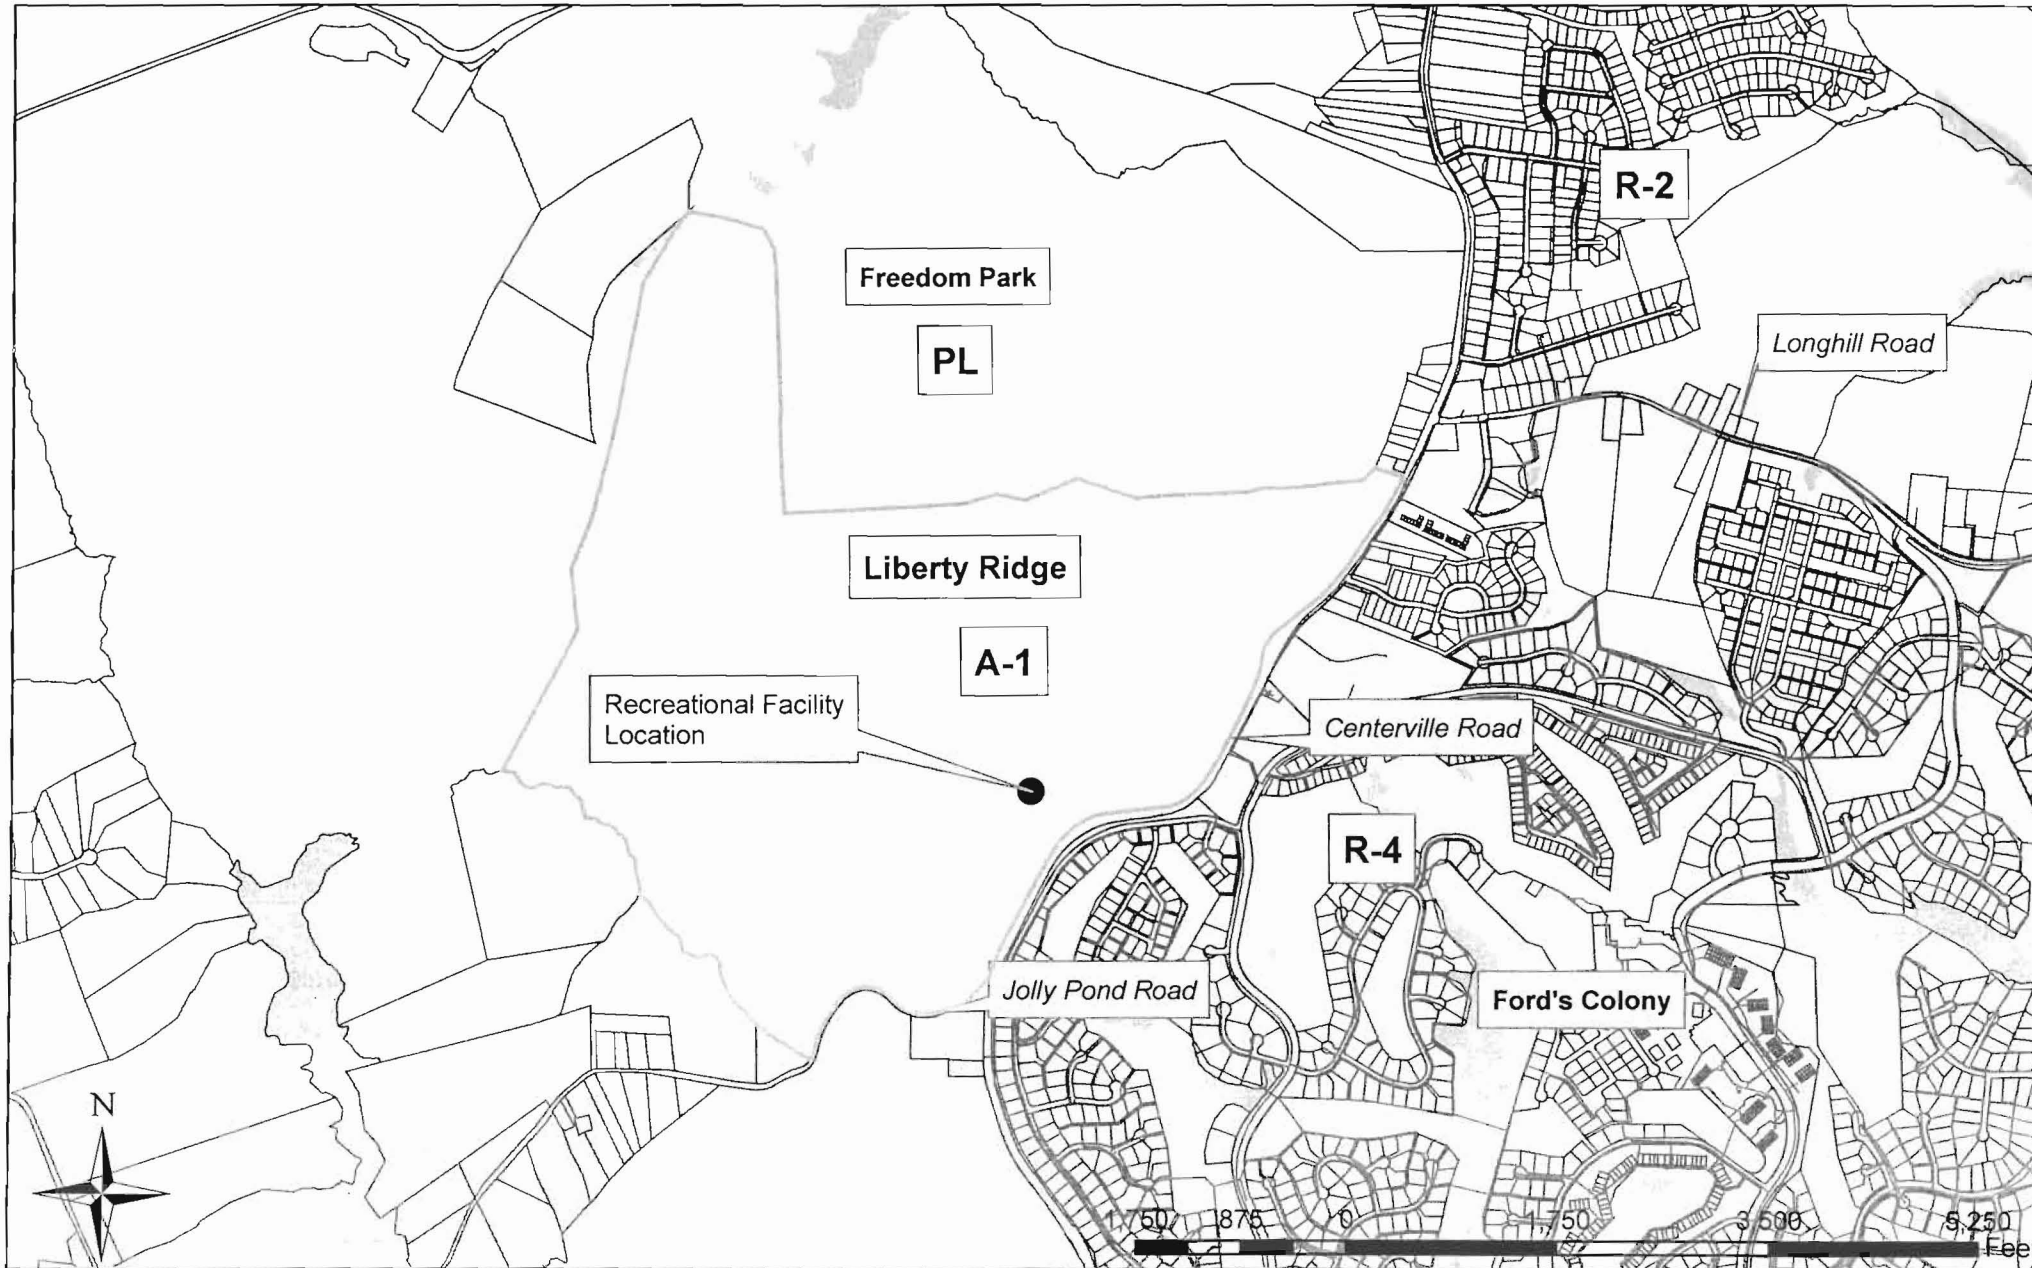 R-2
Freedom Park
PL
Longhill Road
Liberty Ridge
A-1
Recreational Facility
Location
Centerville Road
R-4
Jolly Pond Road
Ford's Colony
N
1,750 875 0 1,750 3,500 5,250
Fee